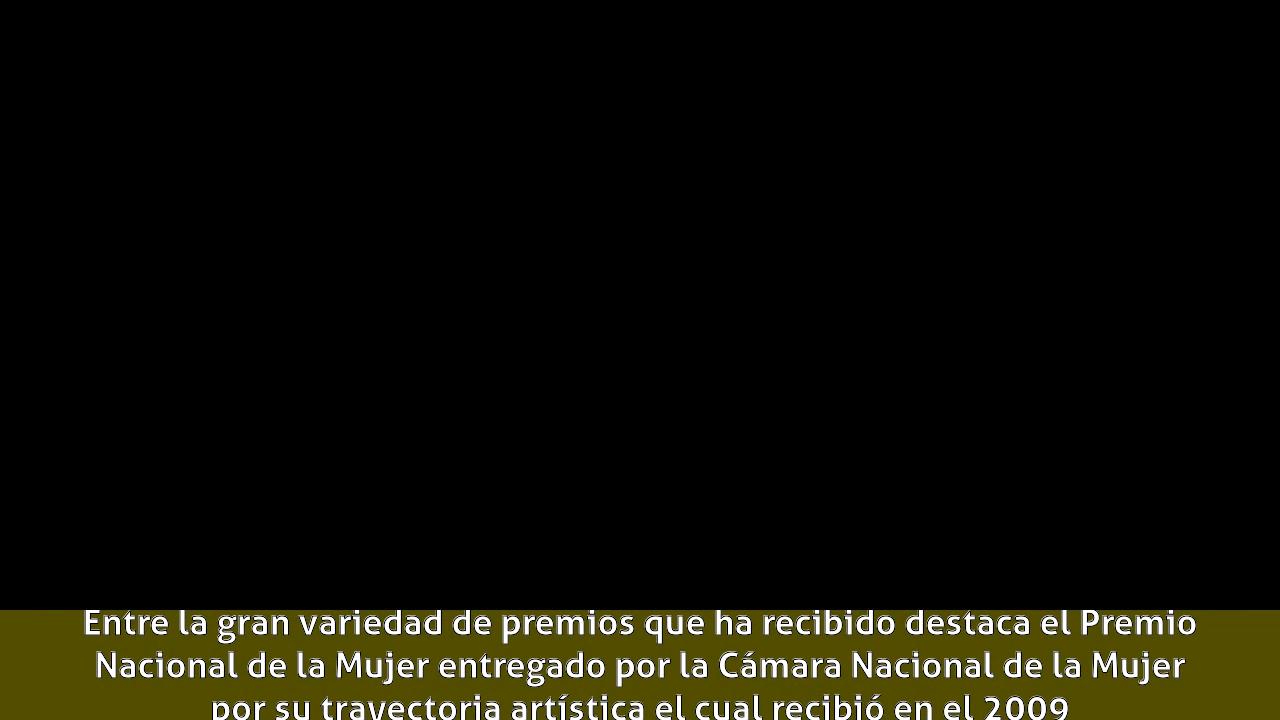 Entre la gran variedad de premios que ha recibido destaca el Premio
Nacional de la Mujer entregado por la Cámara Nacional de la Mujer
por su trayectoria artística el cual recibió en el 2009